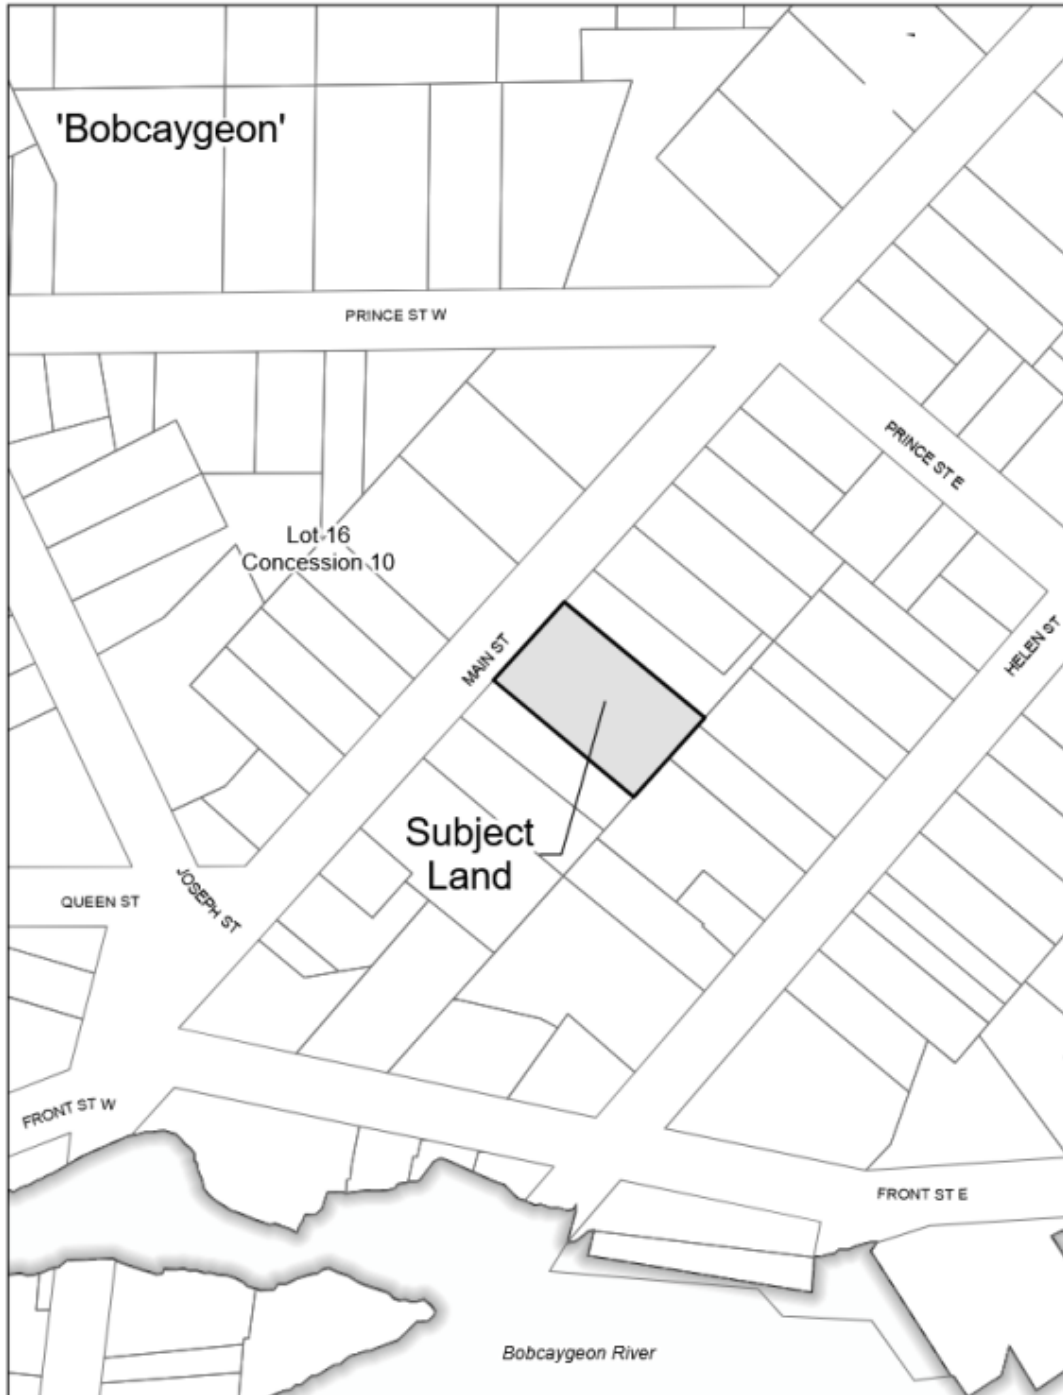 'Bobcaygeon'
PRINCE ST W
PRINCE ST E
Lot 16
Concession 10
MAIN ST
HELEN ST
Subject
Land
QUEEN ST
JOSEPH ST
FRONT ST W
FRONT ST E
Bobcaygeon River